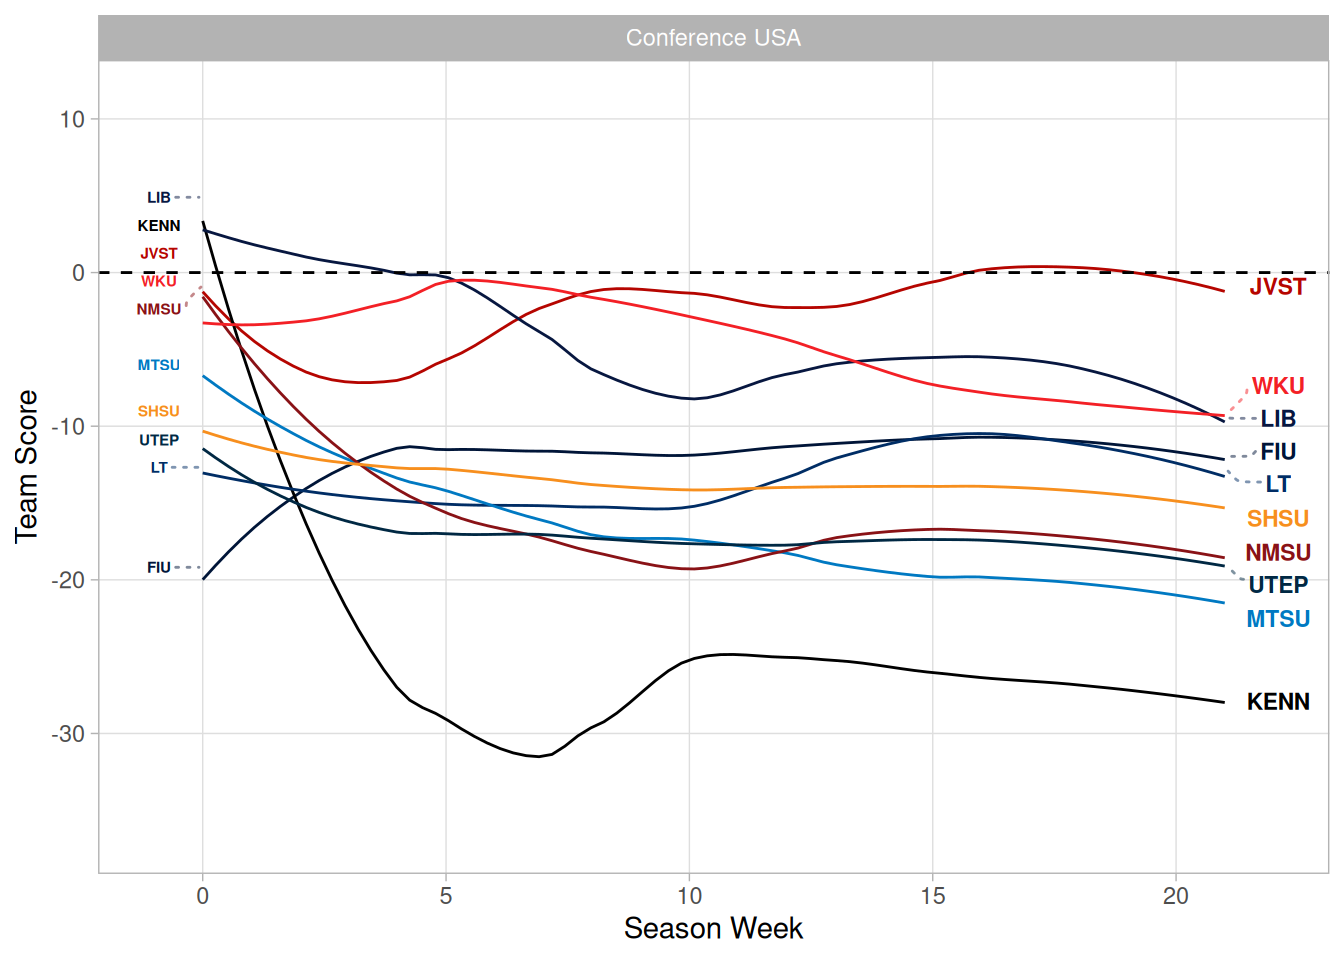 Conference USA
Team Score
10
0
-10
-20
-30
LIB
KENN
JVST
WKU
NMSU
MTSU
SHSU
UTEP
LT
FIU
JVST
WKU
LIB
FIU
LT
SHSU
NMSU
UTEP
MTSU
KENN
0 5 10 15 20
Season Week